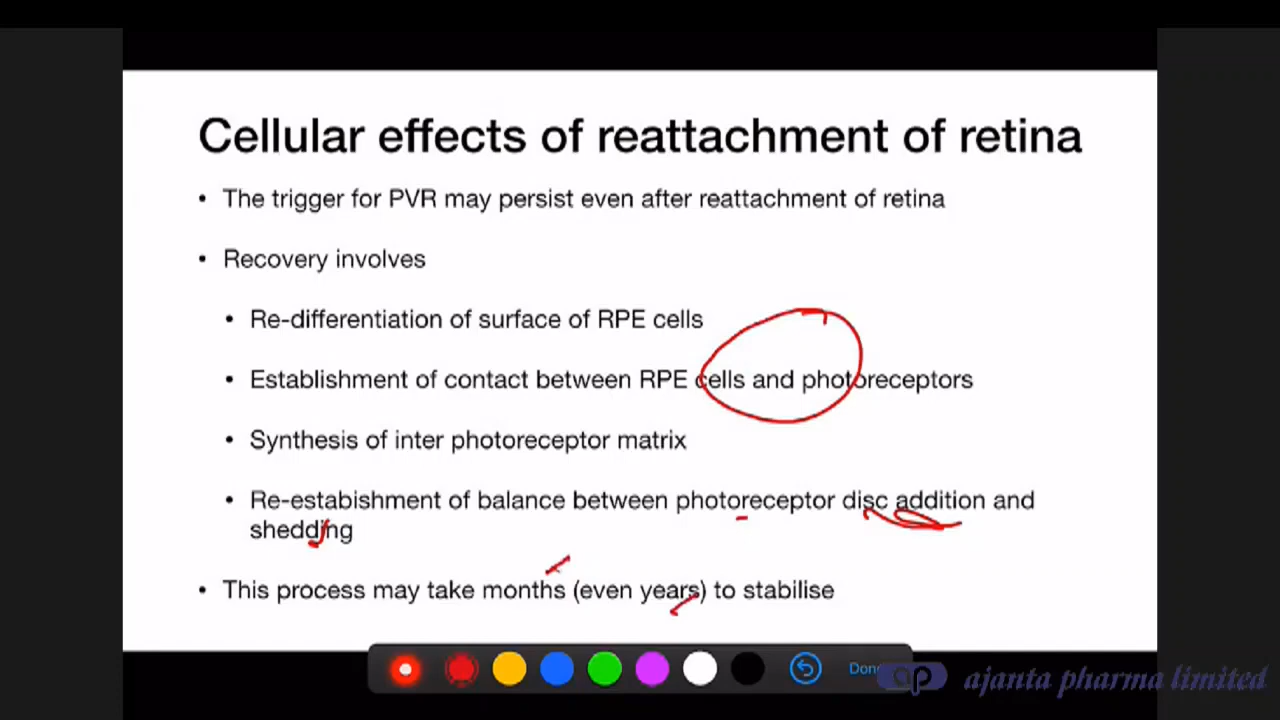 Cellular effects of reattachment of retina
• The trigger for PVR may persist even after reattachment of retina
• Recovery involves
• Re-differentiation of surface of RPE cells
• Establishment of contact between RPE cells and photoreceptors
• Synthesis of inter photoreceptor matrix
• Re-estabishment of balance between photoreceptor disc addition and
shedding
• This process may take months (even years) to stabilise
Done
ap ajanta pharma limited